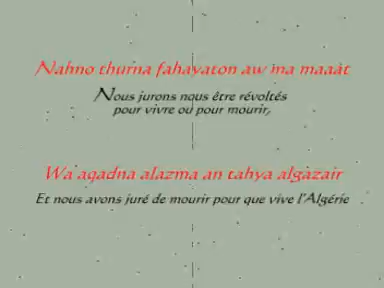 Nahno thurna fahayaton aw ma maaat
Nous jurons nous être révoltés
pour vivre ou pour mourir,
Wa aqadna alazma an tahya algazair
Et nous avons juré de mourir pour que vive l'Algérie